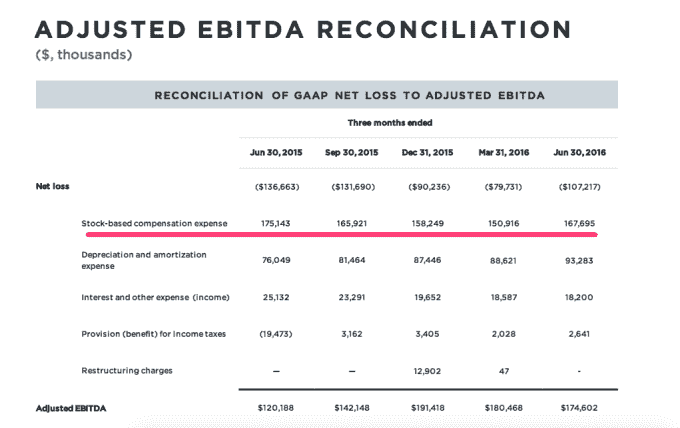 ADJUSTED EBITDA RECONCILIATION
($, thousands)
RECONCILIATION OF GAAP NET LOSS TO ADJUSTED EBITDA
Three months ended
Jun 30, 2015 Sep 30, 2015 Dec 31, 2015 Mar 31, 2016 Jun 30, 2016
Net loss ($136,663) ($131,690) ($90,236) ($79,731) ($107,217)
Stock-based compensation expense 175,143 165,921 158,249 150,916 167,695
Depreciation and amortization
expense 76,049 81,464 87,446 88,621 93,283
Interest and other expense (income) 25,132 23,291 19,652 18,587 18,200
Provision (benefit) for income taxes (19,473) 3,162 3,405 2,028 2,641
Restructuring charges — — 12,902 47 -
Adjusted EBITDA $120,188 $142,148 $191,418 $180,468 $174,602